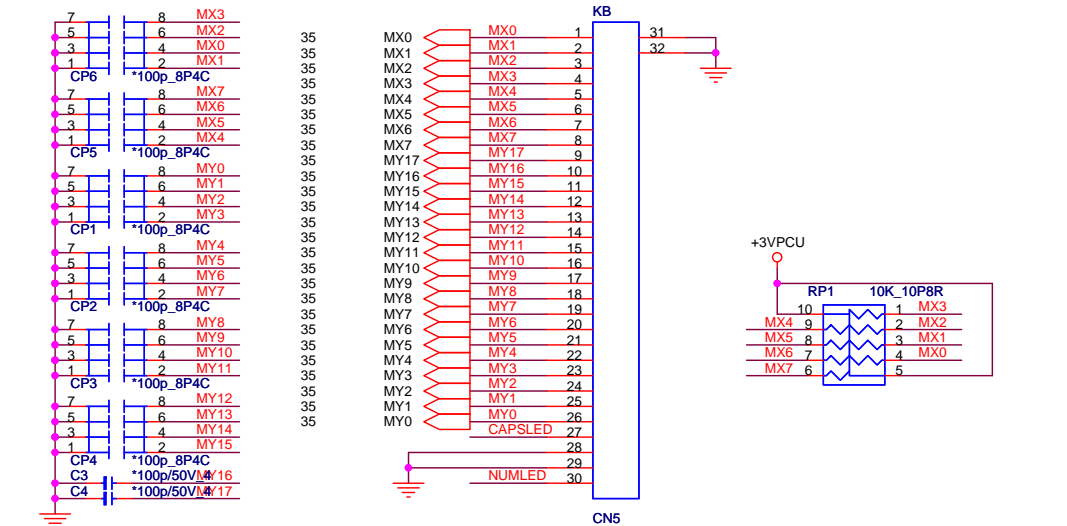 7 8 MX3
5 6 MX2
3 4 MX0
1 2 MX1
CP6 *100p_8P4C
7 8 MX7
5 6 MX6
3 4 MX5
1 2 MX4
CP5 *100p_8P4C
7 8 MY0
5 6 MY1
3 4 MY2
1 2 MY3
CP1 *100p_8P4C
7 8 MY4
5 6 MY5
3 4 MY6
1 2 MY7
CP2 *100p_8P4C
7 8 MY8
5 6 MY9
3 4 MY10
1 2 MY11
CP3 *100p_8P4C
7 8 MY12
5 6 MY13
3 4 MY14
1 2 MY15
CP4 *100p_8P4C
C3 *100p/50V_4 MY16
C4 *100p/50V_4 MY17
KB
35 MX0 MX0 1 31
35 MX1 MX1 2 32
35 MX2 MX2 3
35 MX3 MX3 4
35 MX4 MX4 5
35 MX5 MX5 6
35 MX6 MX6 7
35 MX7 MX7 8
35 MY17 MY17 9
35 MY16 MY16 10
35 MY15 MY15 11
35 MY14 MY14 12
35 MY13 MY13 13
35 MY12 MY12 14
35 MY11 MY11 15
35 MY10 MY10 16
35 MY9 MY9 17
35 MY8 MY8 18
35 MY7 MY7 19
35 MY6 MY6 20
35 MY5 MY5 21
35 MY4 MY4 22
35 MY3 MY3 23
35 MY2 MY2 24
35 MY1 MY1 25
35 MY0 MY0 26
CAPSLED 27
28
29
NUMLED 30
CN5
+3VPCU
RP1 10K_10P8R
10 1 MX3
MX4 9 2 MX2
MX5 8 3 MX1
MX6 7 4 MX0
MX7 6 5